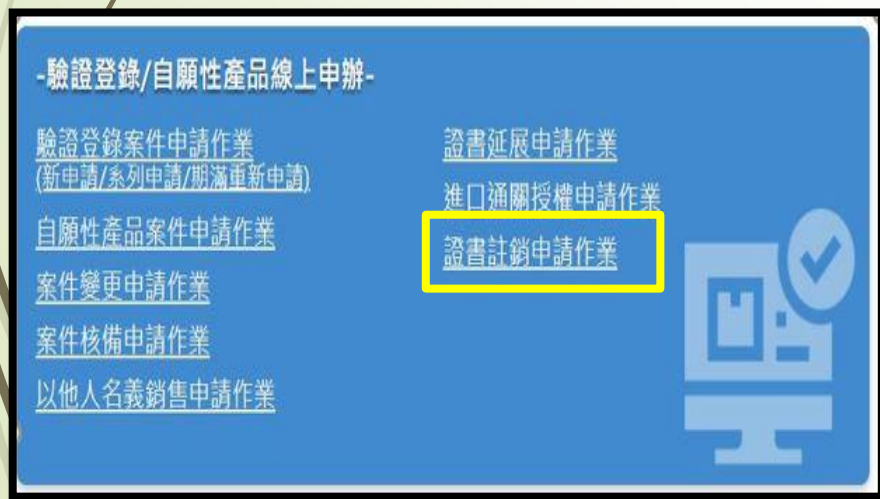 -驗證登錄/自願性產品線上申辦-
驗證登錄案件申請作業
(新申請/系列申請/期滿重新申請)
自願性產品案件申請作業
案件變更申請作業
案件核備申請作業
以他人名義銷售申請作業
證書延展申請作業
進口通關授權申請作業
證書註銷申請作業